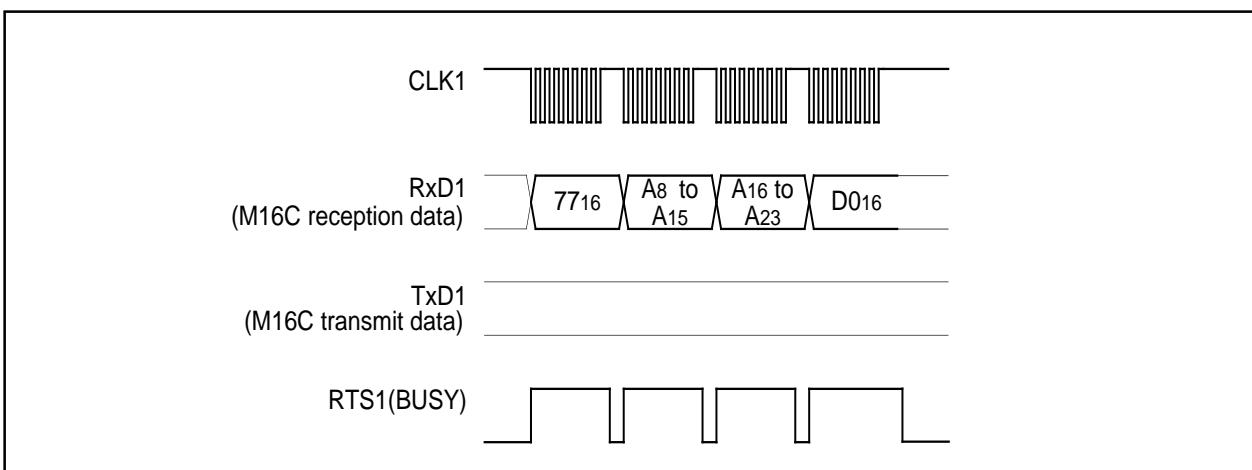 CLK1
RxD1
(M16C reception data)
7716
A8 to
A15
A16 to
A23
D016
TxD1
(M16C transmit data)
RTS1(BUSY)